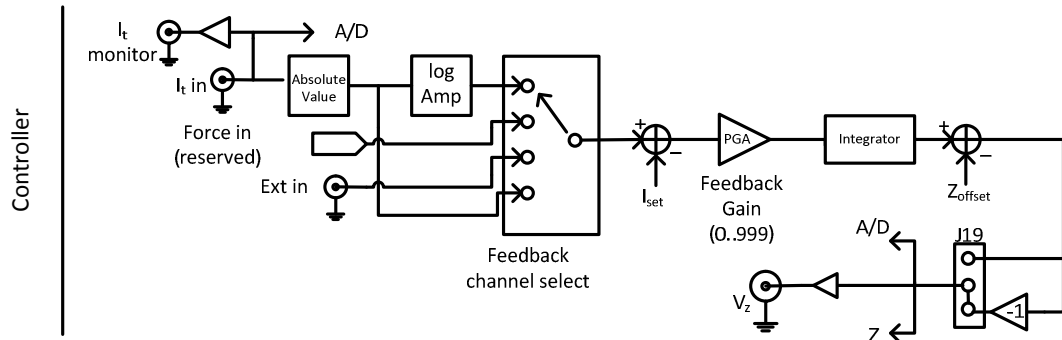 Controller
It
monitor
A/D
It in
Absolute
Value
log
Amp
Force in
(reserved)
Ext in
Feedback
channel select
+
−
Iset
PGA
Feedback
Gain
(0..999)
Integrator
+
−
Zoffset
A/D
J19
Vz
-1
Z